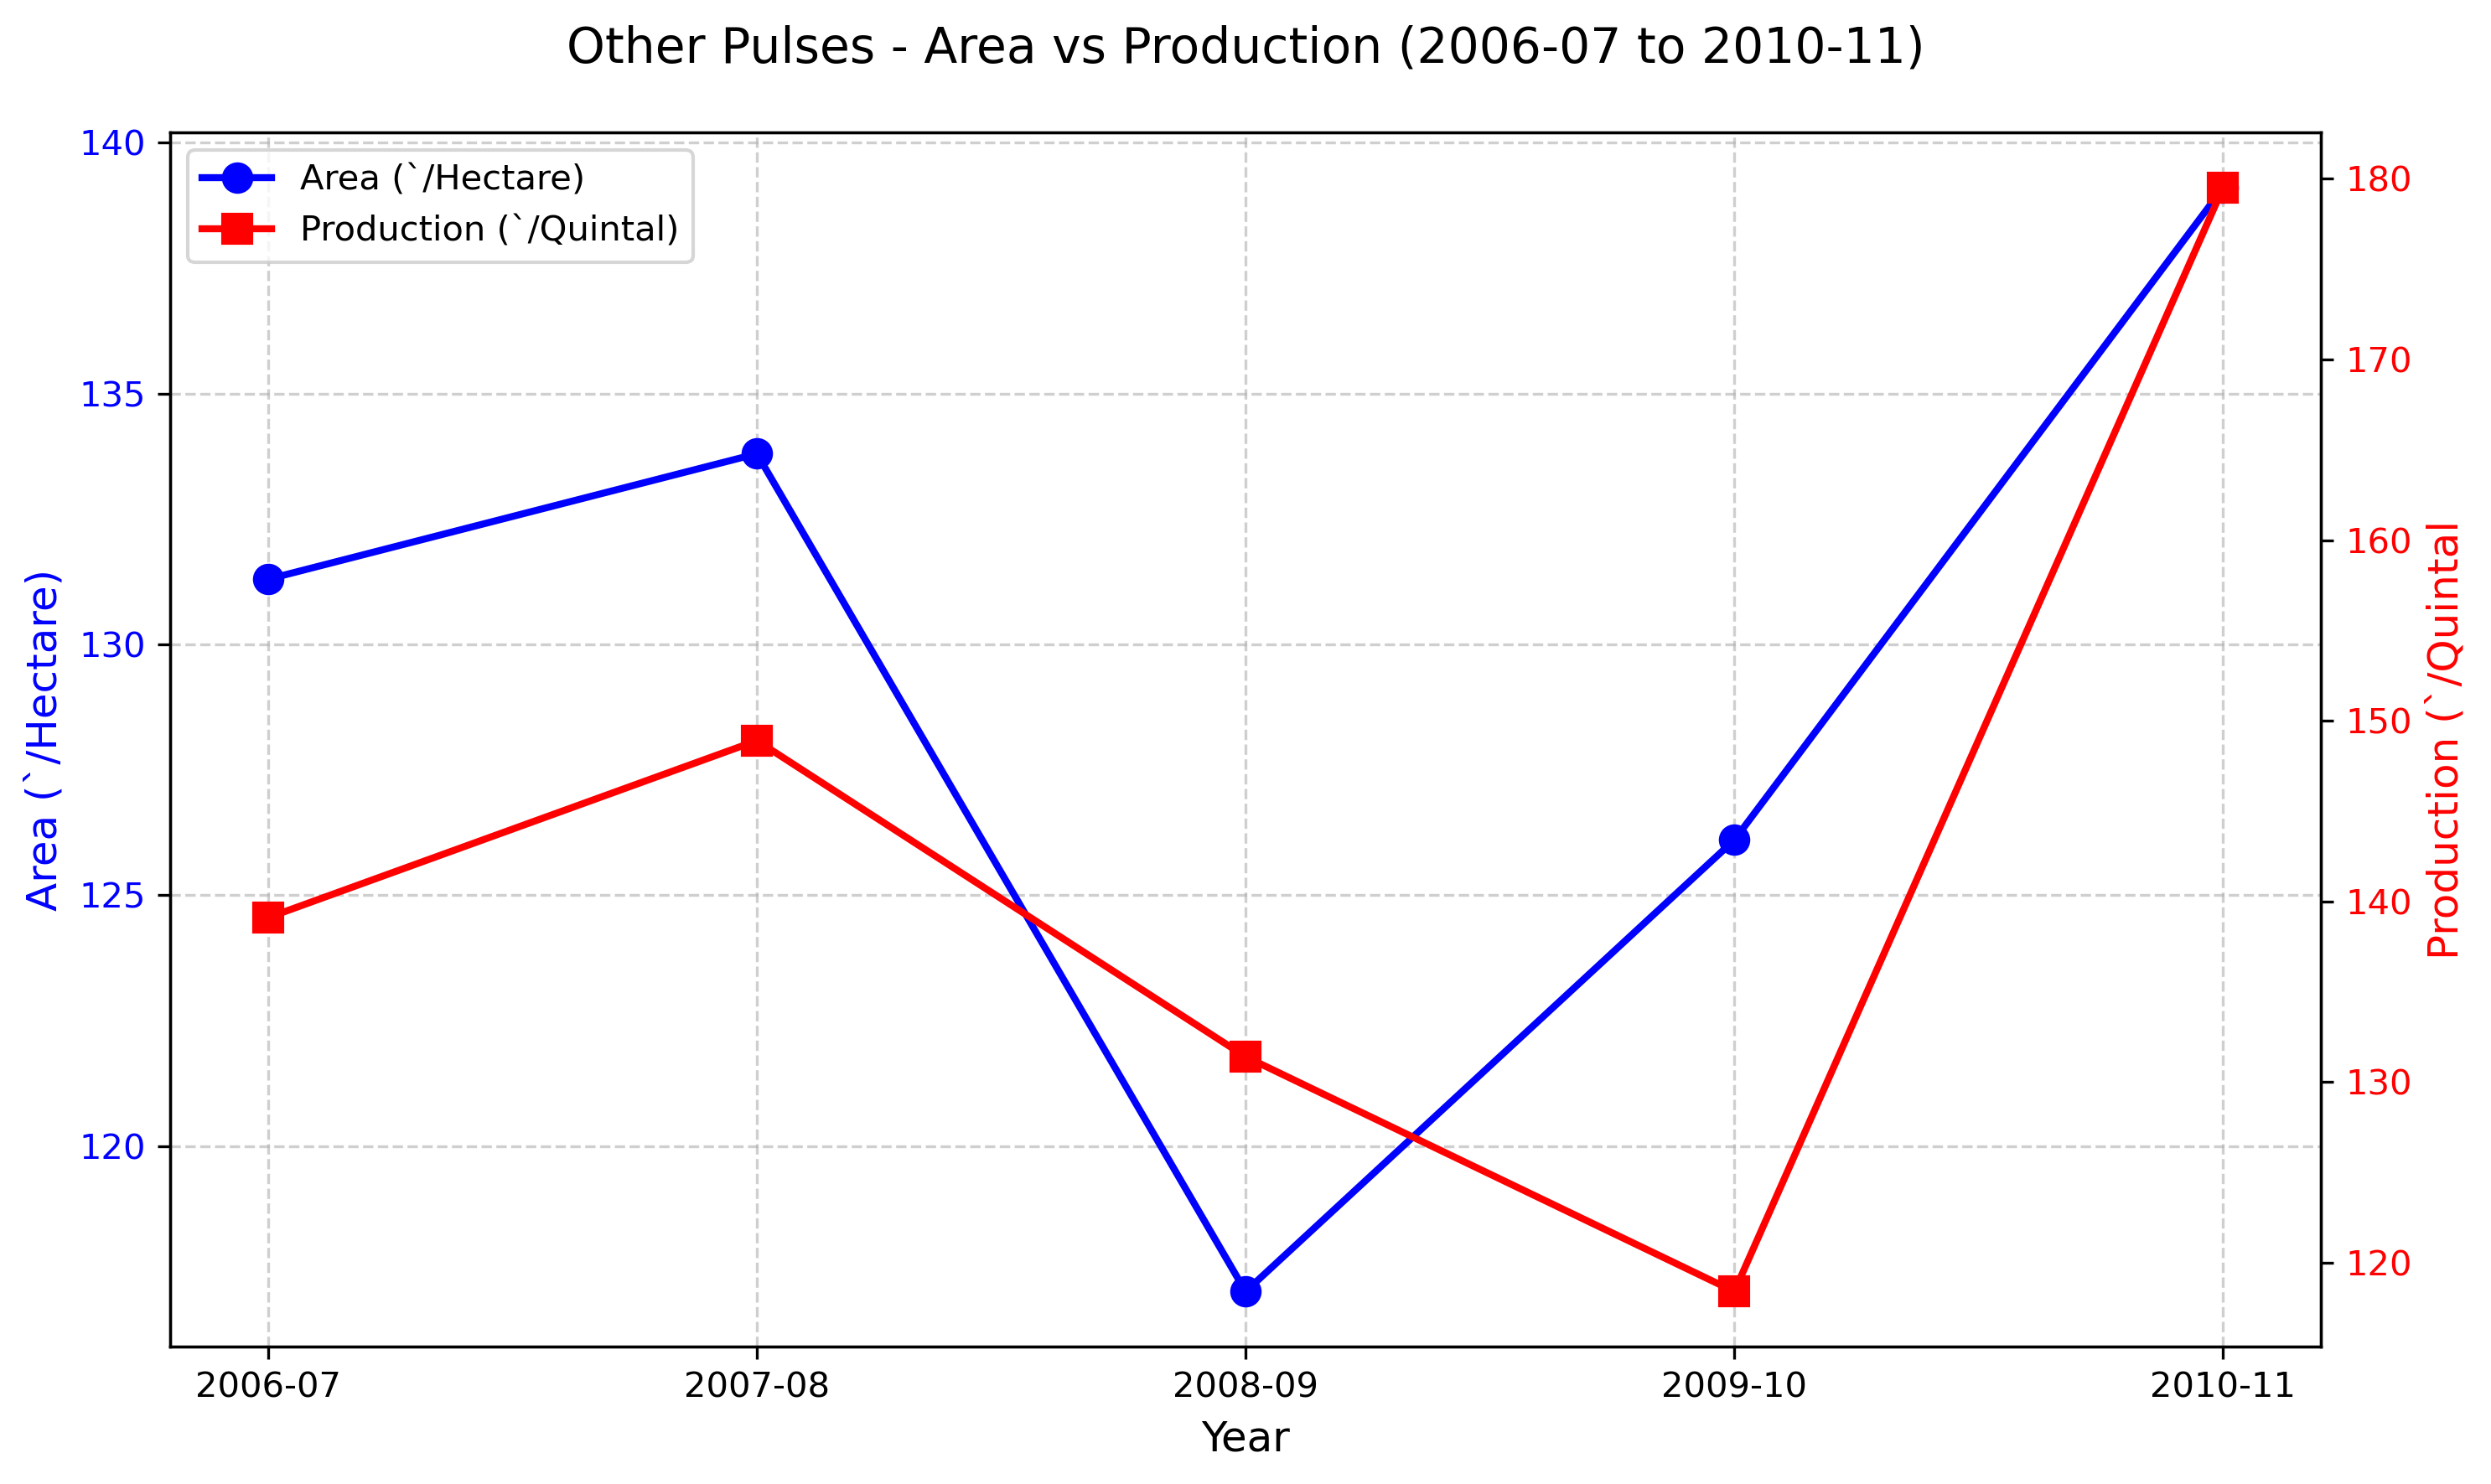 Other Pulses - Area vs Production (2006-07 to 2010-11)
Area (`/Hectare)
Production (`/Quintal)
140
135
130
125
120
Area (`/Hectare)
180
170
160
150
140
130
120
Production (`/Quintal
2006-07 2007-08 2008-09 2009-10 2010-11
Year